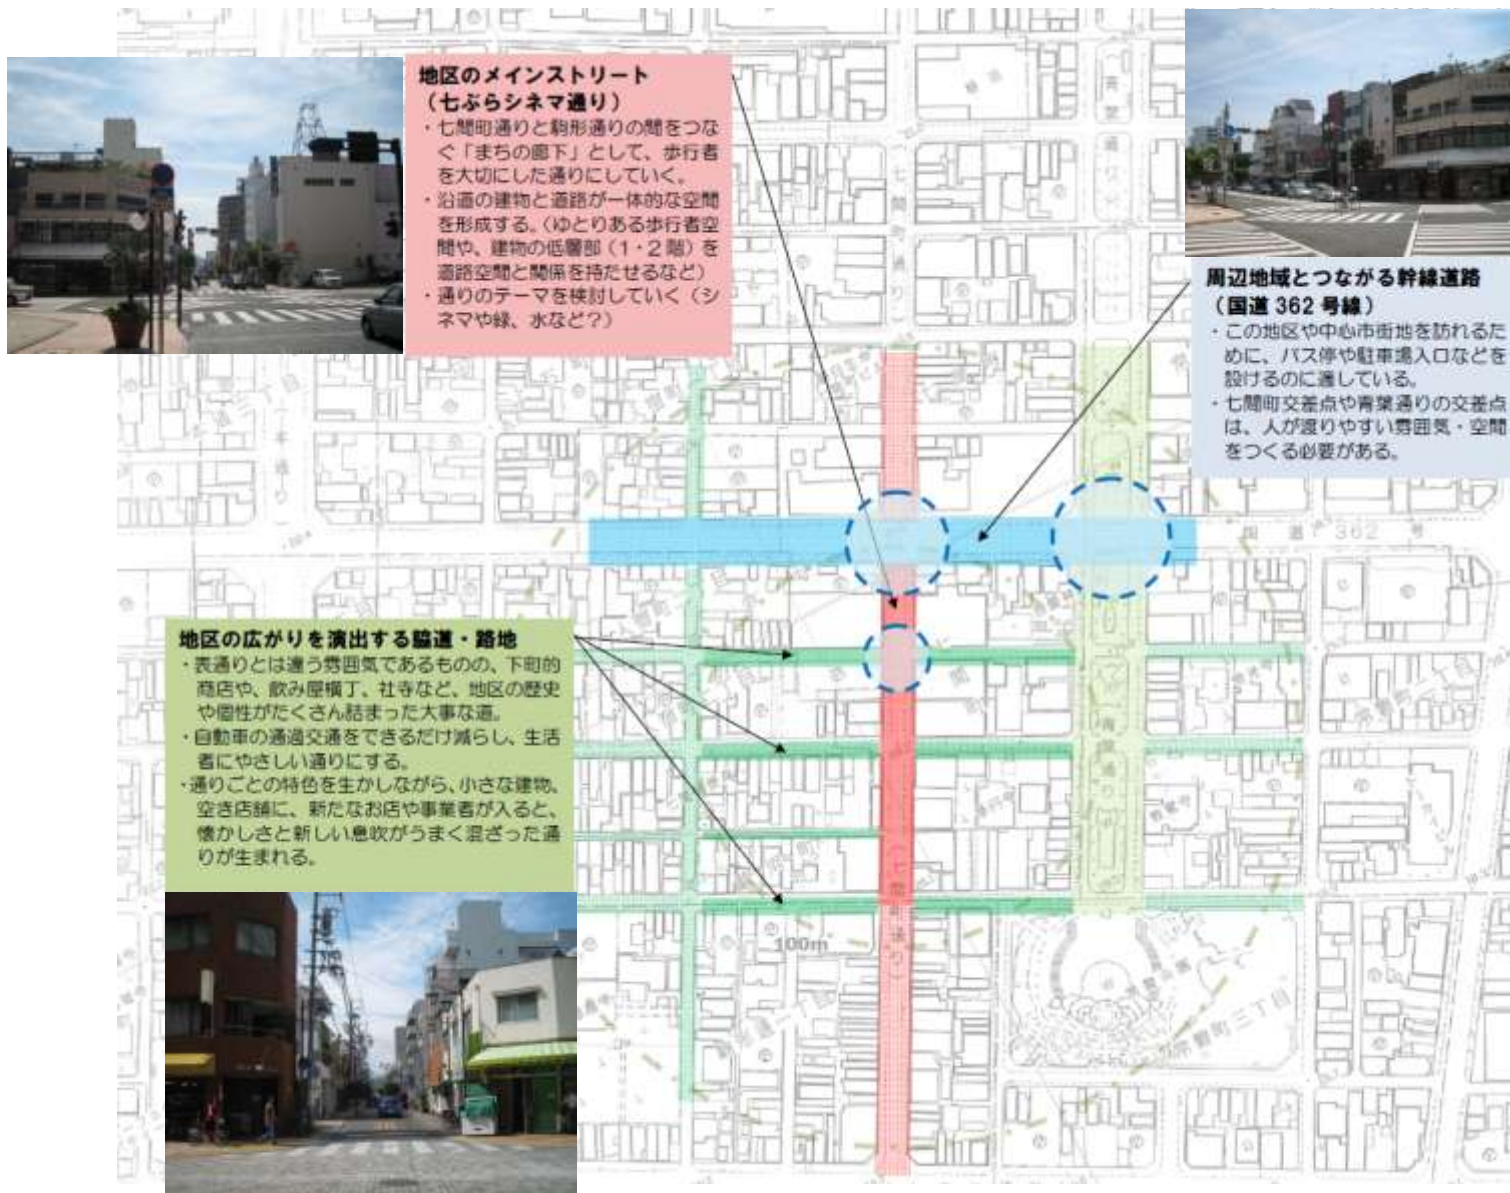 地区のメインストリート
（七ぶらシネマ通り）
・七間町通りと駒形通りの間をつな
ぐ「まちの廊下」として、歩行者
を大切にした通りにしていく。
・沿道の建物と道路が一体的な空間
を形成する。（ゆとりある歩行者空
間や、建物の低層部（1・2階）を
道路空間と関係を持たせるなど）
・通りのテーマを検討していく（シ
ネマや緑、水など？）
周辺地域とつながる幹線道路
（国道 362 号線）
・この地区や中心市街地を訪れるた
めに、バス停や駐車場入口などを
設けるのに適している。
・七間町交差点や青葉通りの交差点
は、人が渡りやすい雰囲気・空間
をつくる必要がある。
国道 362 号
地区の広がりを演出する脇道・路地
・表通りとは違う雰囲気であるものの、下町的
商店や、飲み屋横丁、社寺など、地区の歴史
や個性がたくさん詰まった大事な道。
・自動車の通過交通をできるだけ減らし、生活
者にやさしい通りにする。
・通りごとの特色を生かしながら、小さな建物、
空き店舗に、新たなお店や事業者が入ると、
懐かしさと新しい息吹がうまく混ざった通
りが生まれる。
（七間町通り）
100m
常磐町三丁目